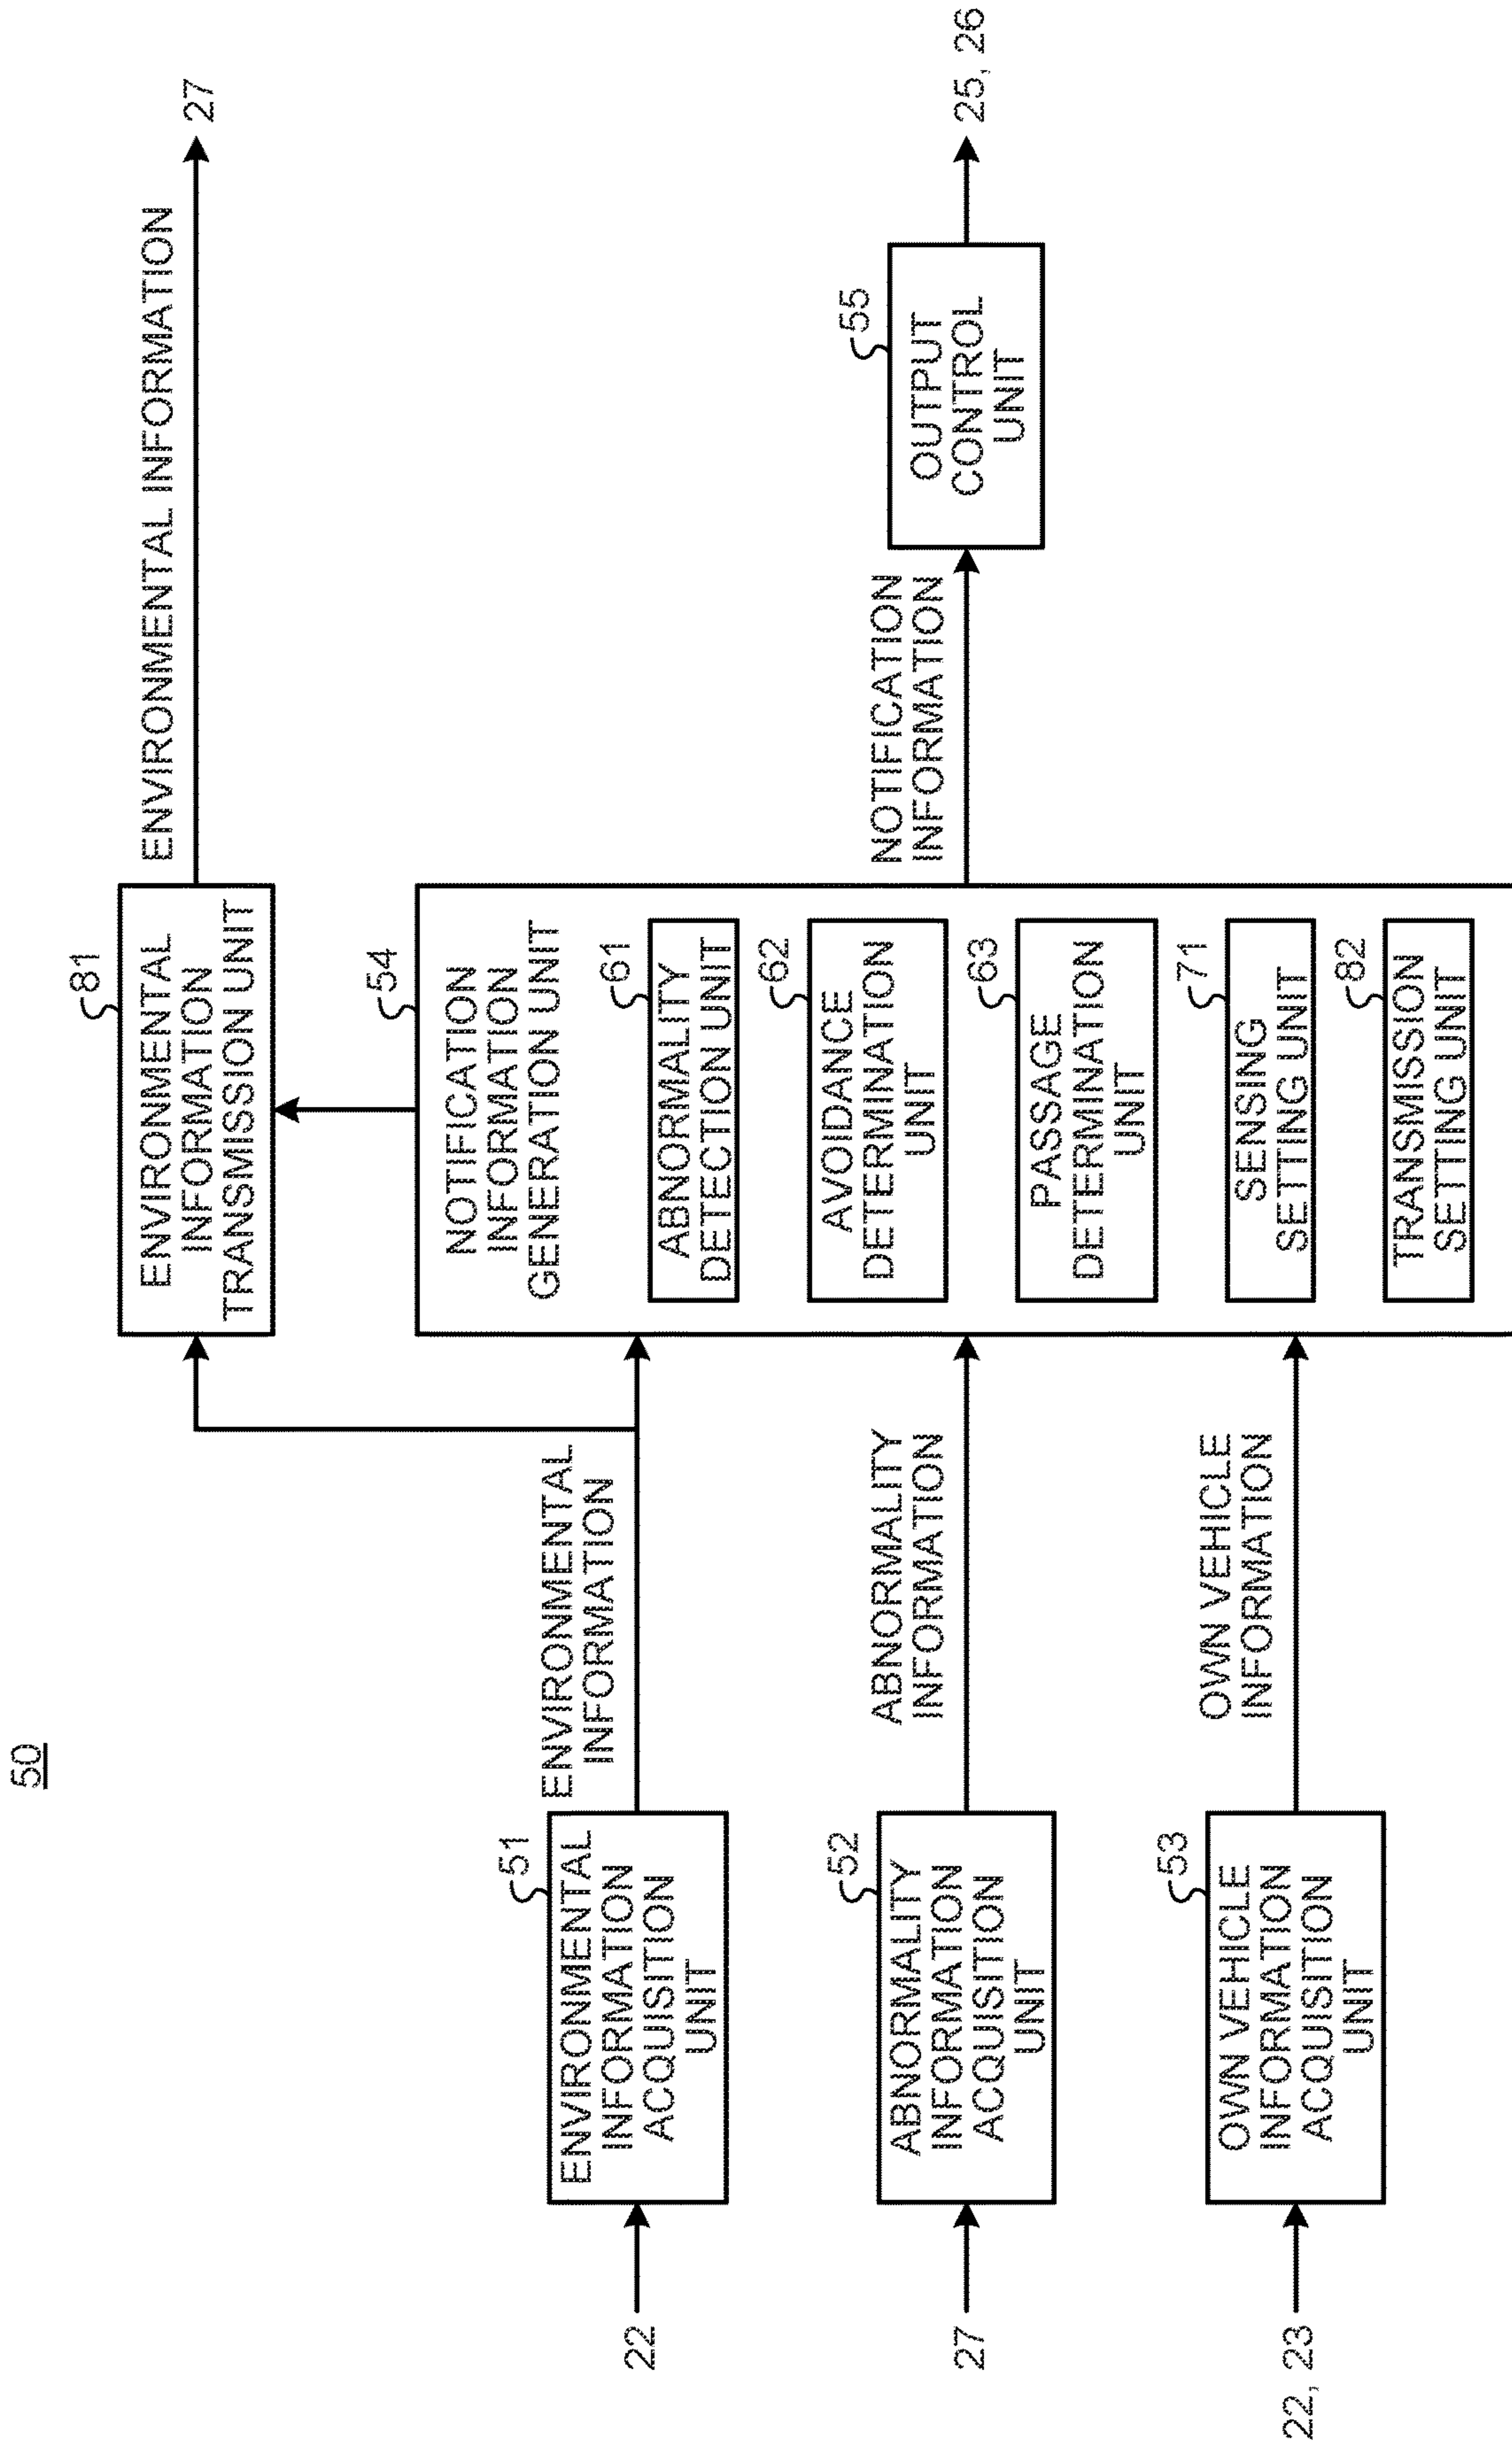 50
22
51
ENVIRONMENTAL
INFORMATION
ACQUISITION
UNIT
ENVIRONMENTAL
INFORMATION
81
ENVIRONMENTAL
INFORMATION
TRANSMISSION UNIT
ENVIRONMENTAL INFORMATION
27
27
52
ABNORMALITY
INFORMATION
ACQUISITION
UNIT
ABNORMALITY
INFORMATION
22, 23
53
OWN VEHICLE
INFORMATION
ACQUISITION
UNIT
OWN VEHICLE
INFORMATION
54
NOTIFICATION
INFORMATION
GENERATION UNIT
61
ABNORMALITY
DETECTION UNIT
62
AVOIDANCE
DETERMINATION
UNIT
63
PASSAGE
DETERMINATION
UNIT
71
SENSING
SETTING UNIT
82
TRANSMISSION
SETTING UNIT
NOTIFICATION
INFORMATION
55
OUTPUT
CONTROL
UNIT
25, 26